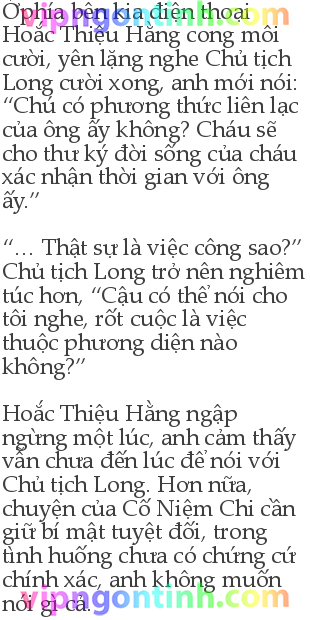 Ở phía bên kia điện thoại
Hoắc Thiệu Hằng cong môi
cười, yên lặng nghe Chủ tịch
Long cười xong, anh mới nói:
“Chú có phương thức liên lạc
của ông ấy không? Cháu sẽ
cho thư ký đời sống của cháu
xác nhận thời gian với ông
ấy.”
“... Thật sự là việc công sao?”
Chủ tịch Long trở nên nghiêm
túc hơn, “Cậu có thể nói cho
tôi nghe, rốt cuộc là việc
thuộc phương diện nào
không?”
Hoắc Thiệu Hằng ngập
ngừng một lúc, anh cảm thấy
vẫn chưa đến lúc để nói với
Chủ tịch Long. Hơn nữa,
chuyện của Cố Niệm Chi cần
giữ bí mật tuyệt đối, trong
tình huống chưa có chứng cứ
chính xác, anh không muốn
nói gì cả.
vipngontinh.com
vipngontinh.com